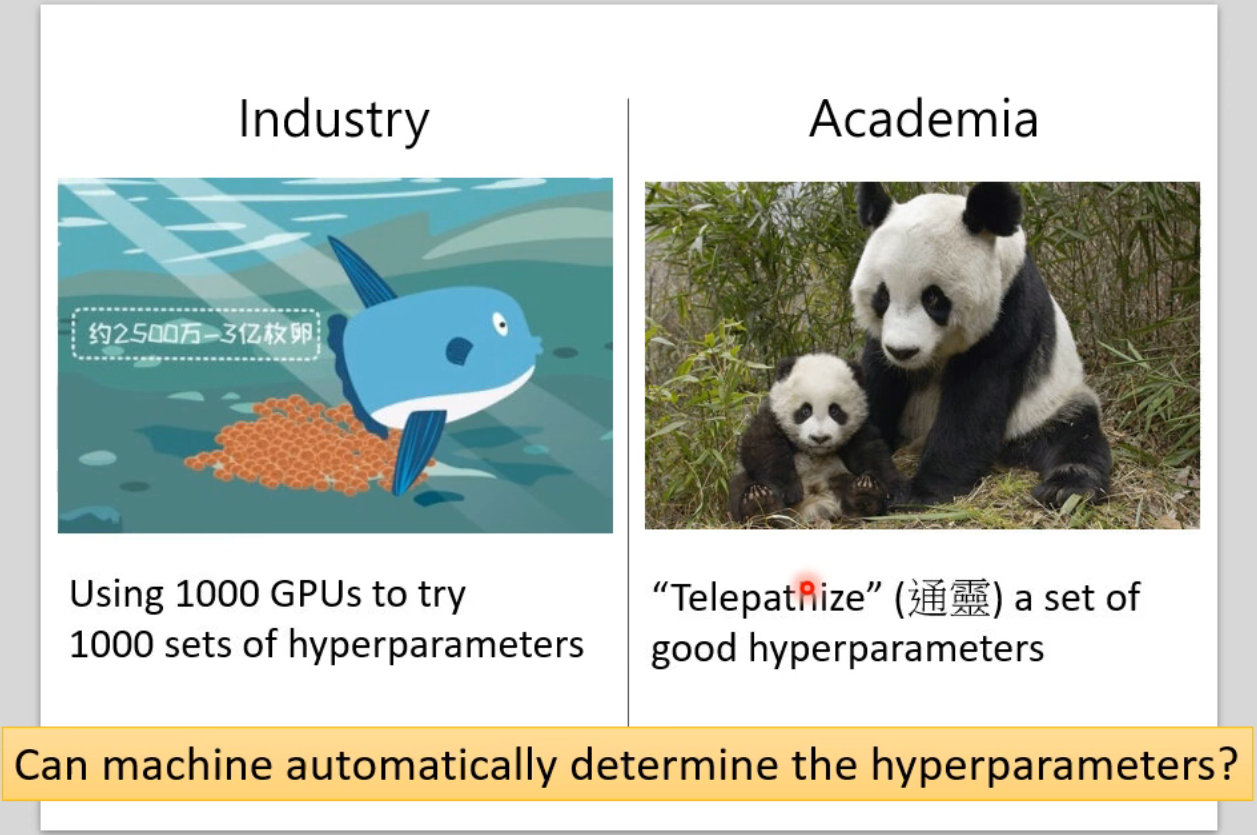 Industry
Academia
约2500万-3亿枚卵
Using 1000 GPUs to try
1000 sets of hyperparameters
“Telepathize” (通靈) a set of
good hyperparameters
Can machine automatically determine the hyperparameters?